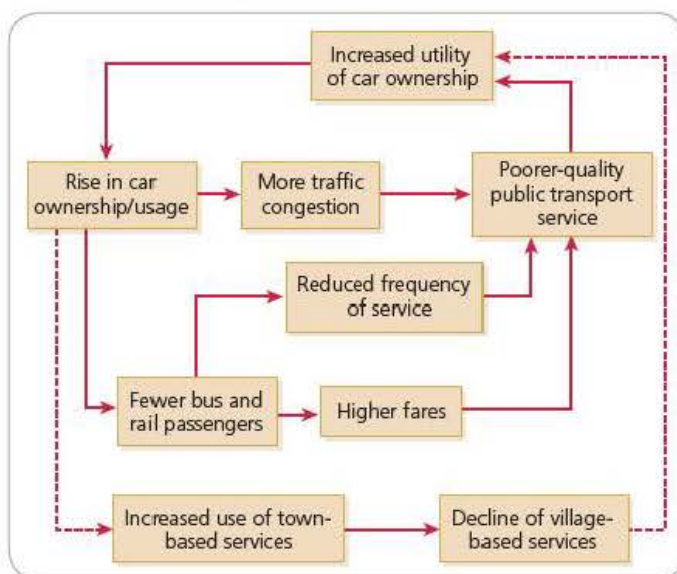 Increased utility
of car ownership
Rise in car
ownership/usage
More traffic
congestion
Poorer-quality
public transport
service
Reduced frequency
of service
Fewer bus and
rail passengers
Higher fares
Increased use of town-
based services
Decline of village-
based services